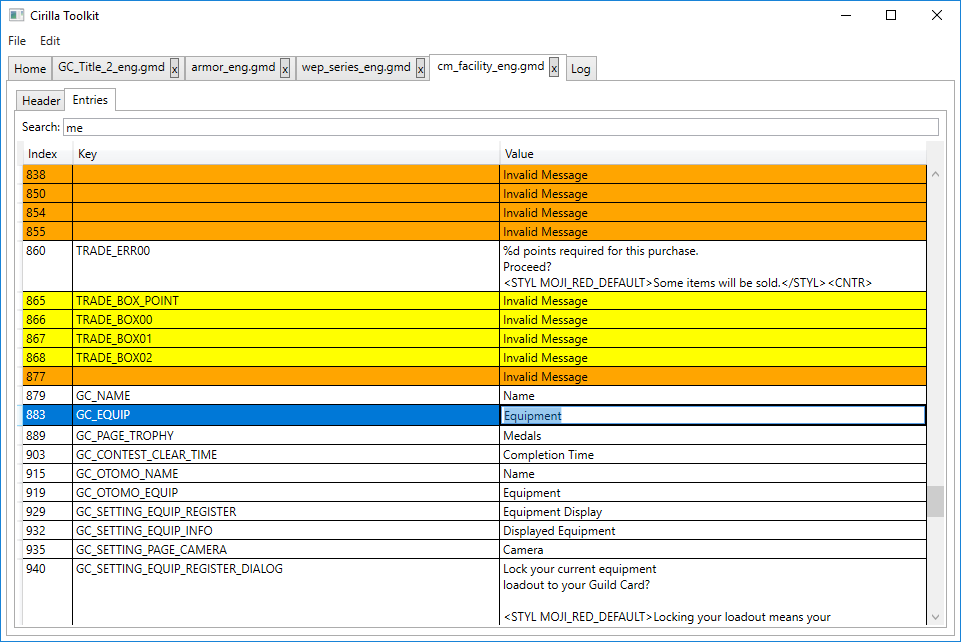 Cirilla Toolkit
File Edit
Home GC_Title_2_eng.gmd x armor_eng.gmd x wep_series_eng.gmd x cm_facility_eng.gmd x Log
Header Entries
Search: me
Index Key Value
838 Invalid Message
850 Invalid Message
854 Invalid Message
855 Invalid Message
860 TRADE_ERR00 %d points required for this purchase.
Proceed?
<STYL MOJI_RED_DEFAULT>Some items will be sold.</STYL><CNTR>
865 TRADE_BOX_POINT Invalid Message
866 TRADE_BOX00 Invalid Message
867 TRADE_BOX01 Invalid Message
868 TRADE_BOX02 Invalid Message
877 Invalid Message
879 GC_NAME Name
883 GC_EQUIP Equipment
889 GC_PAGE_TROPHY Medals
903 GC_CONTEST_CLEAR_TIME Completion Time
915 GC_OTOMO_NAME Name
919 GC_OTOMO_EQUIP Equipment
929 GC_SETTING_EQUIP_REGISTER Equipment Display
932 GC_SETTING_EQUIP_INFO Displayed Equipment
935 GC_SETTING_PAGE_CAMERA Camera
940 GC_SETTING_EQUIP_REGISTER_DIALOG Lock your current equipment
loadout to your Guild Card?
<STYL MOJI_RED_DEFAULT>Locking your loadout means your